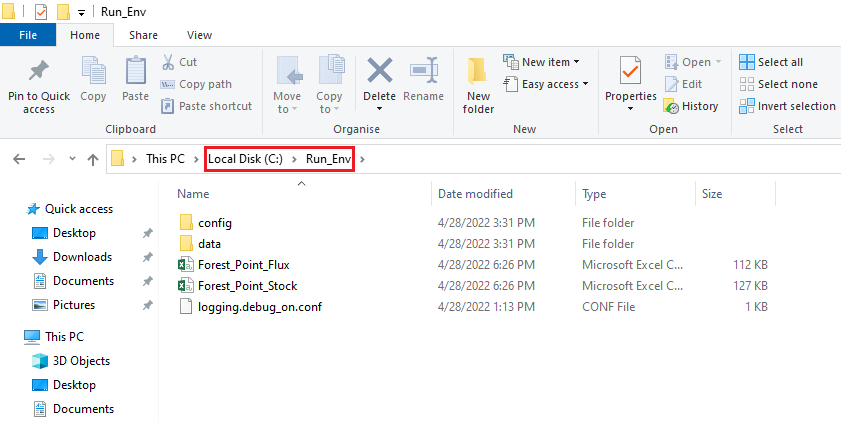 Run_Env
File Home Share View
Pin to Quick access
Copy
Paste
Cut
Copy path
Paste shortcut
Clipboard
Move to
Copy to
Delete
Rename
Organise
New folder
New item
Easy access
New
Properties
Open
Edit
History
Open
Select all
Select none
Invert selection
Select
This PC Local Disk (C:) Run_Env
Name Date modified Type Size
Quick access
Desktop
Downloads
Documents
Pictures
This PC
3D Objects
Desktop
Documents
config 4/28/2022 3:31 PM File folder
data 4/28/2022 3:31 PM File folder
Forest_Point_Flux 4/28/2022 6:26 PM Microsoft Excel C... 112 KB
Forest_Point_Stock 4/28/2022 6:26 PM Microsoft Excel C... 127 KB
logging.debug_on.conf 4/28/2022 1:13 PM CONF File 1 KB